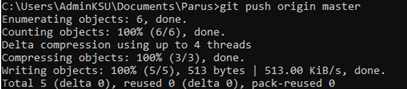 C:\Users\AdminKSU\Documents\Parus>git push origin master
Enumerating objects: 6, done.
Counting objects: 100% (6/6), done.
Delta compression using up to 4 threads
Compressing objects: 100% (3/3), done.
Writing objects: 100% (5/5), 513 bytes | 513.00 KiB/s, done.
Total 5 (delta 0), reused 0 (delta 0), pack-reused 0